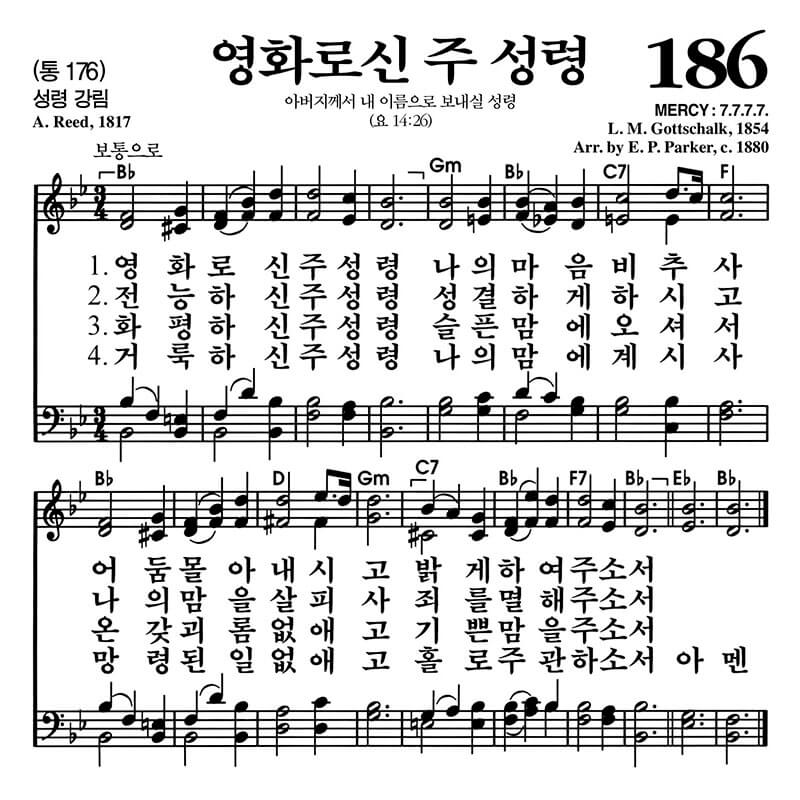 (통 176)
영화로신 주 성령
186
성령 강림
아버지께서 내 이름으로 보내실 성령
MERCY : 7.7.7.7.
A. Reed, 1817
(요 14:26)
L. M. Gottschalk, 1854
Arr. by E. P. Parker, c. 1880
보통으로
B♭ Gm B♭ C7 F
1. 영 화 로 신 주 성 령 나 의 마 음 비 추 사
2. 전 능 하 신 주 성 령 성 결 하 게 하 시 고
3. 화 평 하 신 주 성 령 슬 픈 맘 에 오 셔 서
4. 거 룩 하 신 주 성 령 나 의 맘 에 계 시 사
B♭ D Gm C7 B♭ F7 B♭ E♭ B♭
어 둠 몰 아 내 시 고 밝 게 하 여 주 소 서
나 의 맘 을 살 피 사 죄 를 멸 해 주 소 서
온 갖 괴 롬 없 애 고 기 쁜 맘 을 주 소 서
망 령 된 일 없 애 고 홀 로 주 관 하 소 서 아 멘